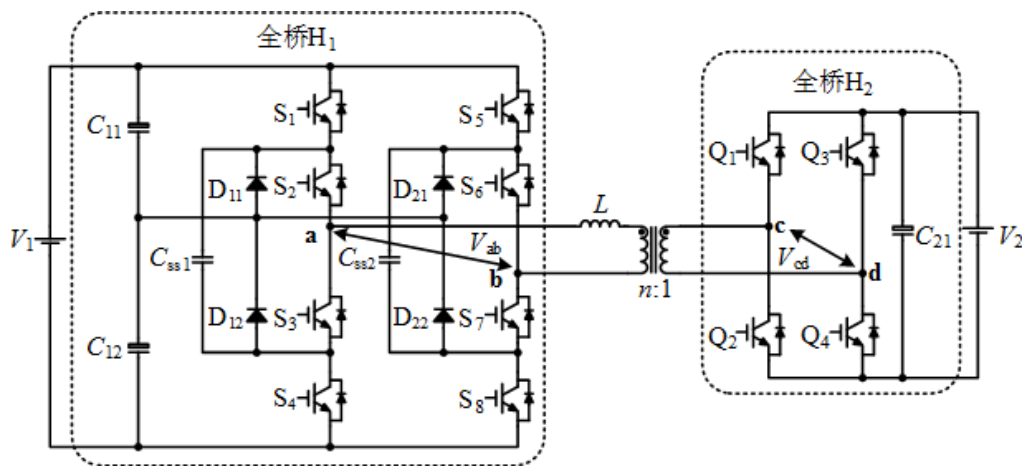 全桥H1
全桥H2
V1
C11
C12
Css1
D11
D12
S1
S2
a
S3
S4
Css2
D21
D22
S5
S6
b
S7
S8
Vab
L
n:1
Q1
Q2
c
Vcd
d
Q3
Q4
C21
V2